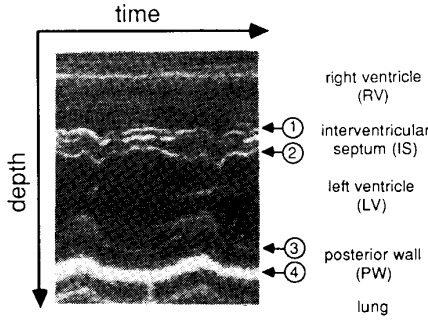 time
depth
right ventricle
(RV)
① interventricular
② septum (IS)
left ventricle
(LV)
③ posterior wall
④ (PW)
lung